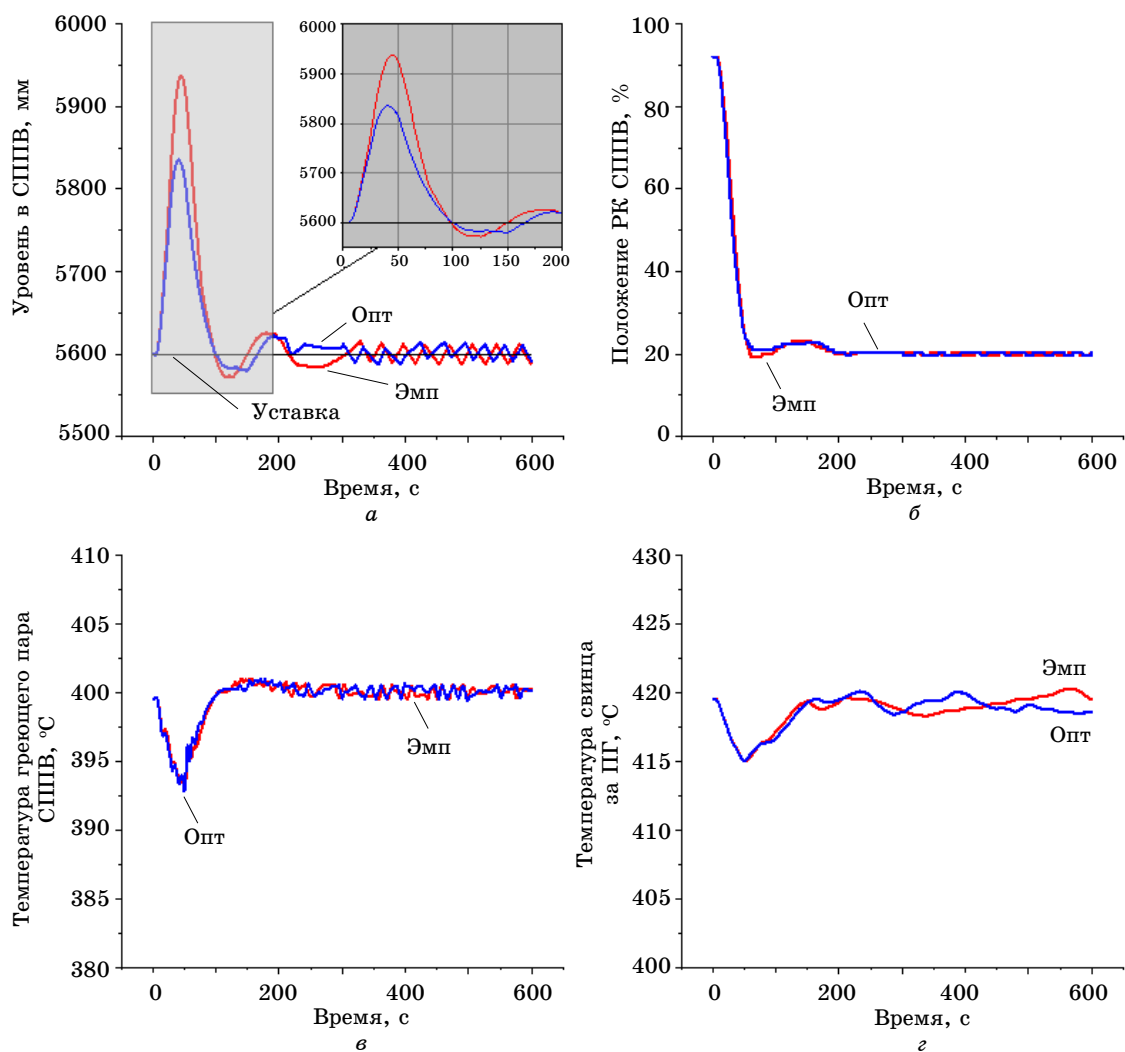 Уровень в СППВ, мм
6000
5900
5800
5700
5600
5500
6000
5900
5800
5700
5600
0
50
100
150
200
Опт
Эмп
Уставка
0
200
400
600
Время, с
а
Положение РК СППВ, %
100
80
60
40
20
0
Опт
Эмп
0
200
400
600
Время, с
б
Температура греющего пара
СППВ, °С
410
405
400
395
390
385
380
Эмп
Опт
0
200
400
600
Время, с
в
Температура свинца
за ПГ, °С
430
425
420
415
410
405
400
Эмп
Опт
0
200
400
600
Время, с
г